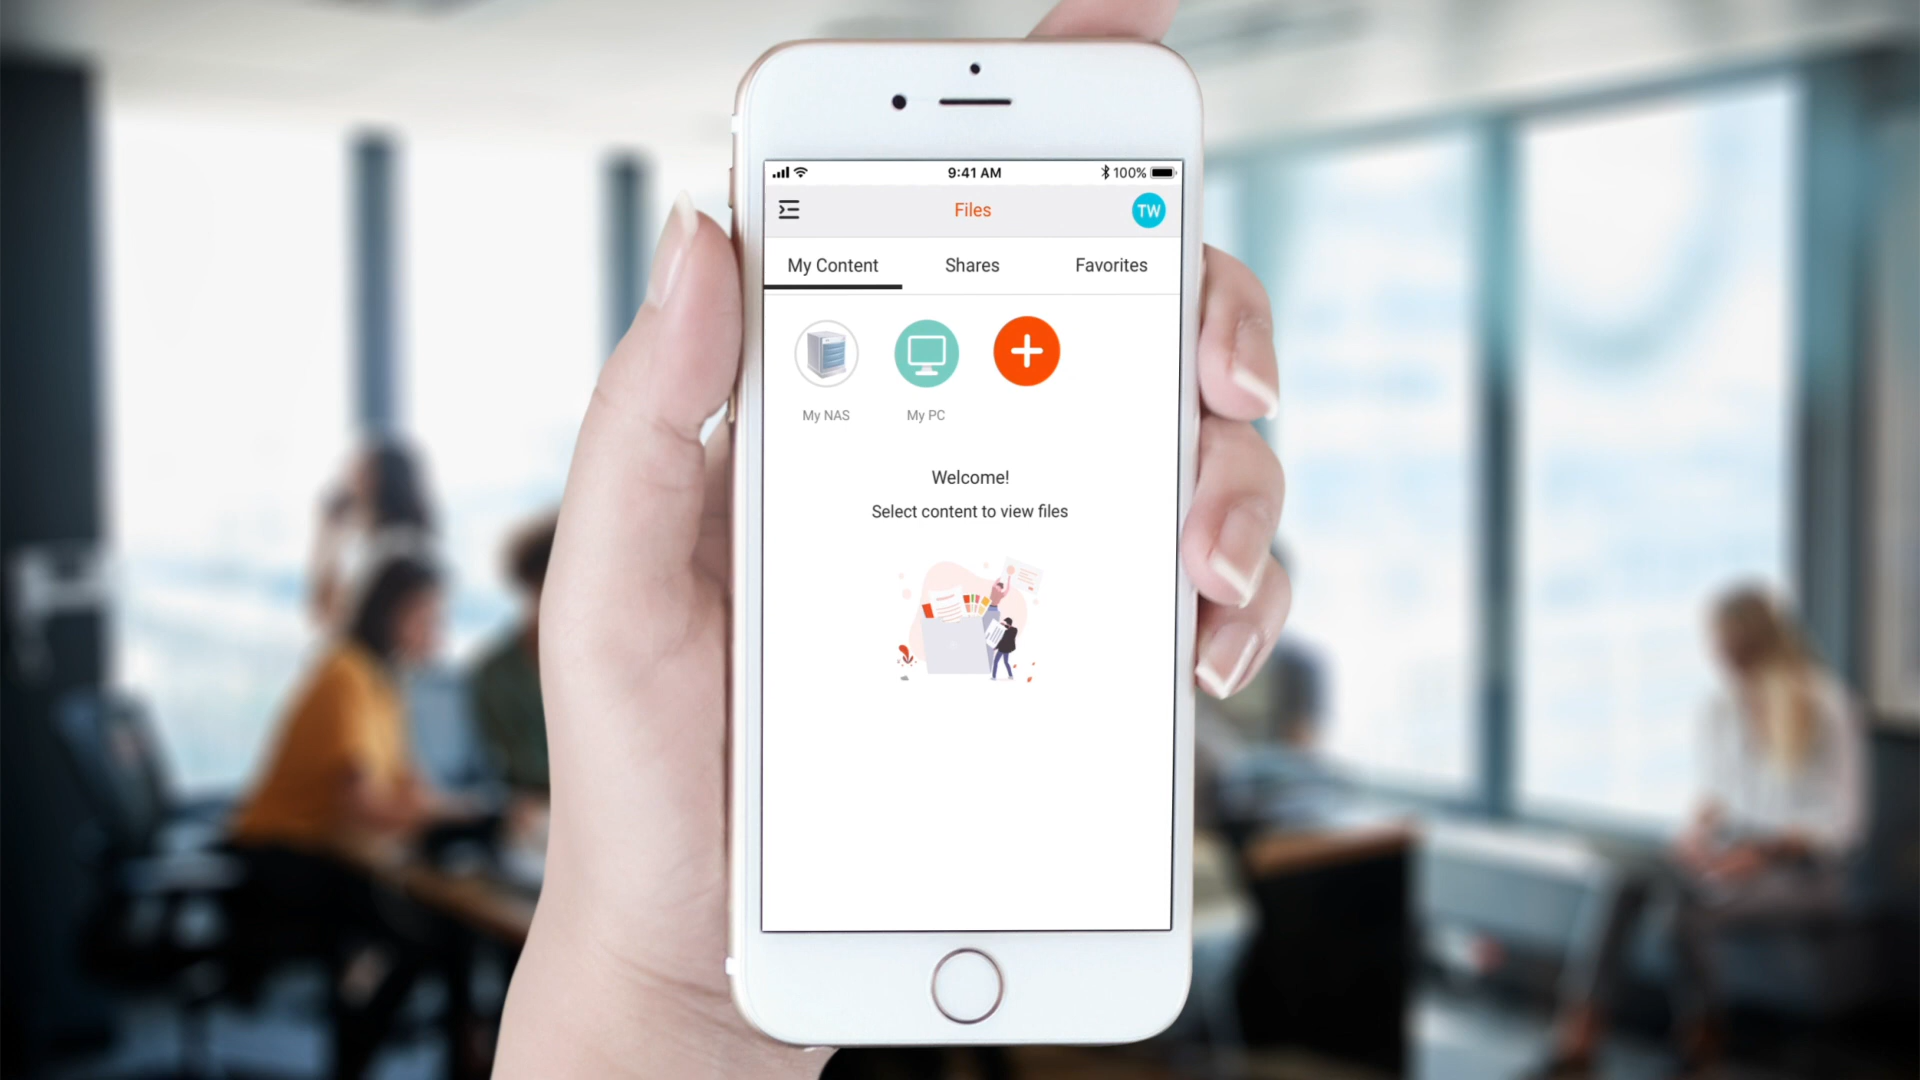 9:41 AM
100%
Files
TW
My Content
Shares
Favorites
My NAS
My PC
Welcome!
Select content to view files